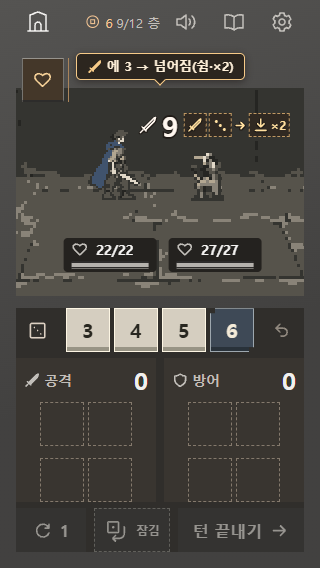 6 9/12 층
에 3 → 넘어짐(쉼·×2)
9 → ×2
22/22 27/27
3 4 5 6
공격 0 방어 0
1 잠김 턴 끝내기 →